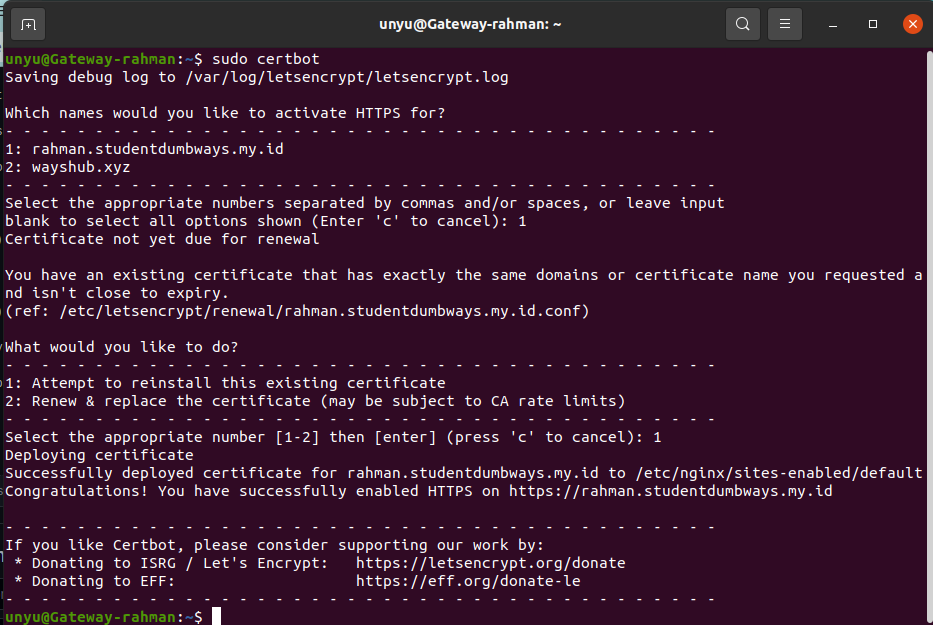 unyu@Gateway-rahman: ~
unyu@Gateway-rahman:~$ sudo certbot
Saving debug log to /var/log/letsencrypt/letsencrypt.log
Which names would you like to activate HTTPS for?
- - - - - - - - - - - - - - - - - - - - - - - - - - - - - - - - - - - - - - - -
1: rahman.studentdumbways.my.id
2: wayshub.xyz
- - - - - - - - - - - - - - - - - - - - - - - - - - - - - - - - - - - - - - - -
Select the appropriate numbers separated by commas and/or spaces, or leave input
blank to select all options shown (Enter 'c' to cancel): 1
Certificate not yet due for renewal
You have an existing certificate that has exactly the same domains or certificate name you requested a
nd isn't close to expiry.
(ref: /etc/letsencrypt/renewal/rahman.studentdumbways.my.id.conf)
What would you like to do?
- - - - - - - - - - - - - - - - - - - - - - - - - - - - - - - - - - - - - - - -
1: Attempt to reinstall this existing certificate
2: Renew & replace the certificate (may be subject to CA rate limits)
- - - - - - - - - - - - - - - - - - - - - - - - - - - - - - - - - - - - - - - -
Select the appropriate number [1-2] then [enter] (press 'c' to cancel): 1
Deploying certificate
Successfully deployed certificate for rahman.studentdumbways.my.id to /etc/nginx/sites-enabled/default
Congratulations! You have successfully enabled HTTPS on https://rahman.studentdumbways.my.id
- - - - - - - - - - - - - - - - - - - - - - - - - - - - - - - - - - - - - - - -
If you like Certbot, please consider supporting our work by:
 * Donating to ISRG / Let's Encrypt:   https://letsencrypt.org/donate
 * Donating to EFF:                    https://eff.org/donate-le
- - - - - - - - - - - - - - - - - - - - - - - - - - - - - - - - - - - - - - - -
unyu@Gateway-rahman:~$